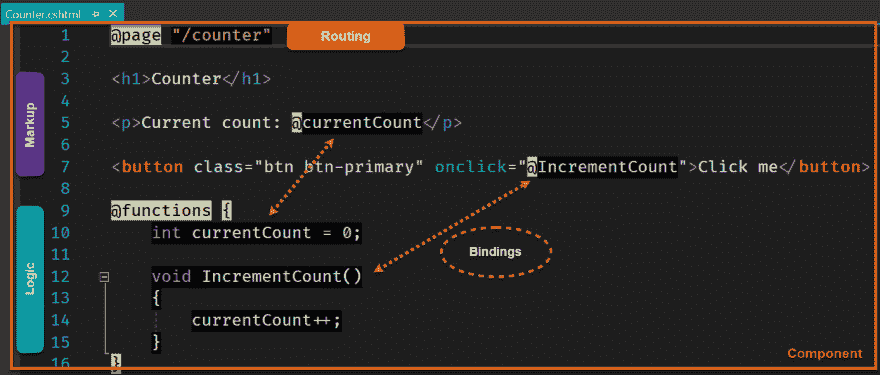 Counter.cshtml
1 @page "/counter" Routing
2
3 <h1>Counter</h1>
4
5 <p>Current count: @currentCount</p>
6
7 <button class="btn btn-primary" onclick="@IncrementCount">Click me</button>
8
9 @functions {
10 int currentCount = 0;
11
12 void IncrementCount()
13 {
14 currentCount++;
15 }
16 }
Markup
Logic
Bindings
Component